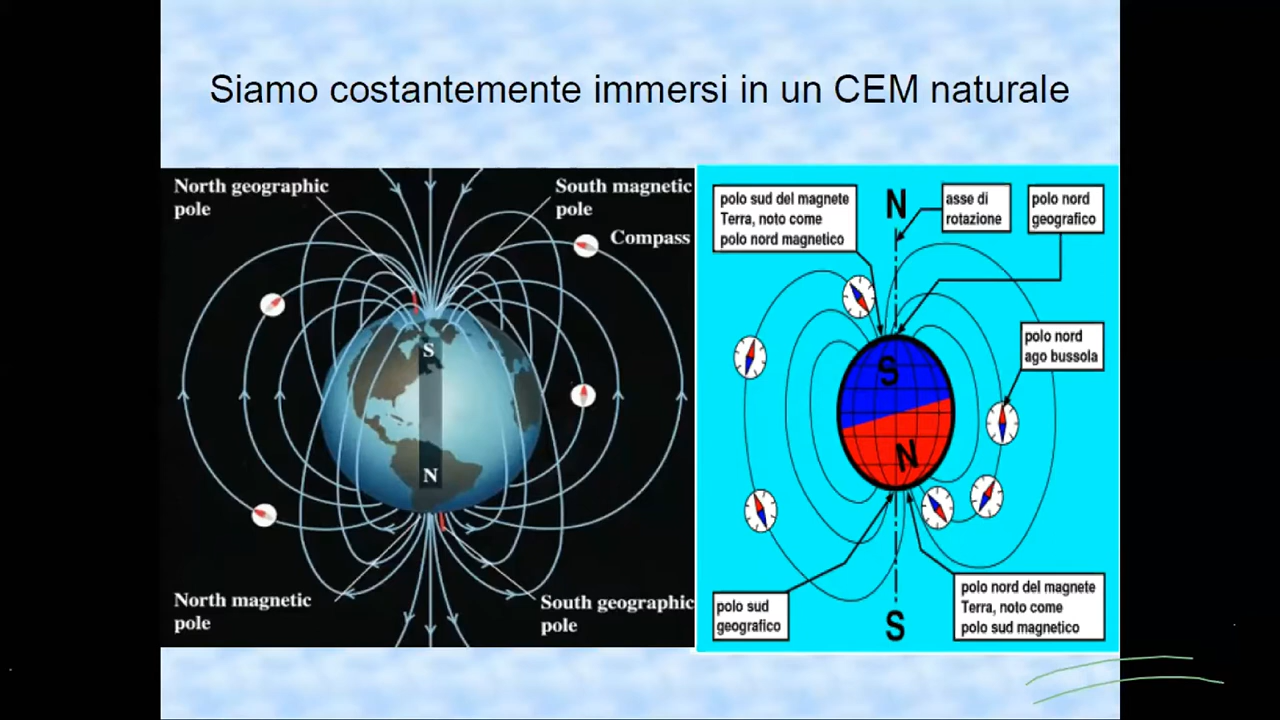 Siamo costantemente immersi in un CEM naturale
North geographic
pole
South magnetic
pole
Compass
S
N
North magnetic
pole
South geographic
pole
polo sud del magnete
Terra, noto come
polo nord magnetico
N
asse di
rotazione
polo nord
geografico
polo nord
ago bussola
S
N
polo sud
geografico
S
polo nord del magnete
Terra, noto come
polo sud magnetico